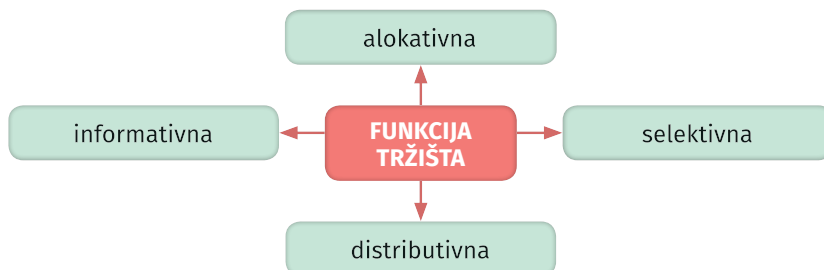 alokativna
informativna
FUNKCIJA
TRŽIŠTA
selektivna
distributivna